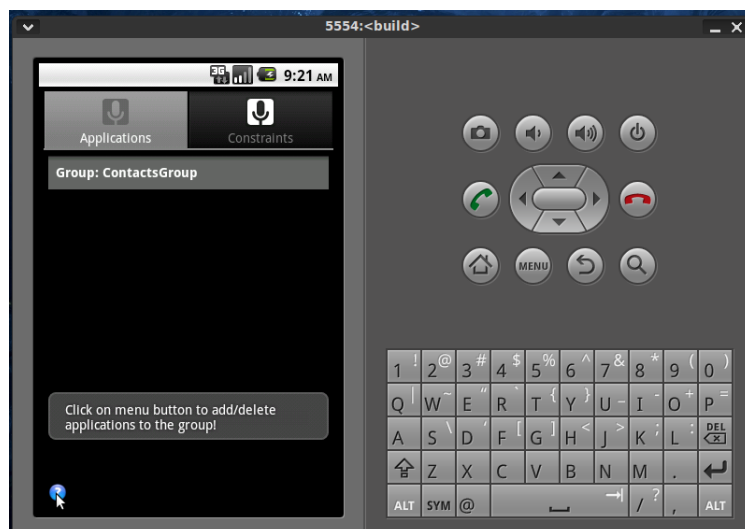 5554:<build>
3G 9:21 AM
Applications Constraints
Group: ContactsGroup
MENU
1 ! 2 @ 3 # 4 $ 5 % 6 ^ 7 & 8 * 9 ( 0 )
Q | W ~ E " R ` T { Y } U _ I - O + P =
A S \ D ' F [ G ] H < J > K ; L : DEL
Z X C V B N M .
ALT SYM @ / ? , ALT
Click on menu button to add/delete
applications to the group!